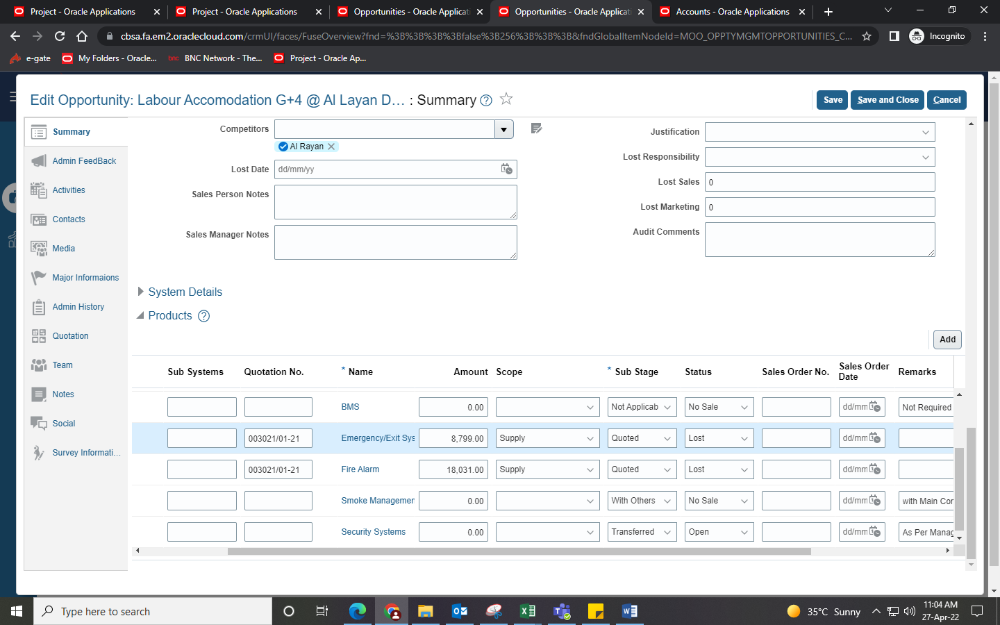 Project - Oracle Applications
Project - Oracle Applications
Opportunities - Oracle Applicati
Opportunities - Oracle Applicati
Accounts - Oracle Applications
cbsa.fa.em2.oraclecloud.com/crmUI/faces/FuseOverview?fnd=%3B%3B%3B%3Bfalse%3B256%3B%3B%3B&fndGlobalItemNodeId=MOO_OPPTYMGMTOPPORTUNITIES_C...
Incognito
e-gate
My Folders - Oracle...
bnc BNC Network - The...
Project - Oracle Ap...
Edit Opportunity: Labour Accomodation G+4 @ Al Layan D... : Summary ?
Save
Save and Close
Cancel
Summary
Admin FeedBack
Activities
Contacts
Media
Major Informaions
Admin History
Quotation
Team
Notes
Social
Survey Informati...
Competitors
Al Rayan
Lost Date dd/mm/yy
Sales Person Notes
Sales Manager Notes
Justification
Lost Responsibility
Lost Sales 0
Lost Marketing 0
Audit Comments
System Details
Products ?
Add
Sub Systems Quotation No. * Name Amount Scope * Sub Stage Status Sales Order No. Sales Order Date Remarks
BMS 0.00 Not Applicab No Sale dd/mm Not Required
003021/01-21 Emergency/Exit Sys 8,799.00 Supply Quoted Lost dd/mm
003021/01-21 Fire Alarm 18,031.00 Supply Quoted Lost dd/mm
Smoke Managemen 0.00 With Others No Sale dd/mm with Main Con
Security Systems 0.00 Transferred Open dd/mm As Per Manag
Type here to search
35°C Sunny
11:04 AM
27-Apr-22